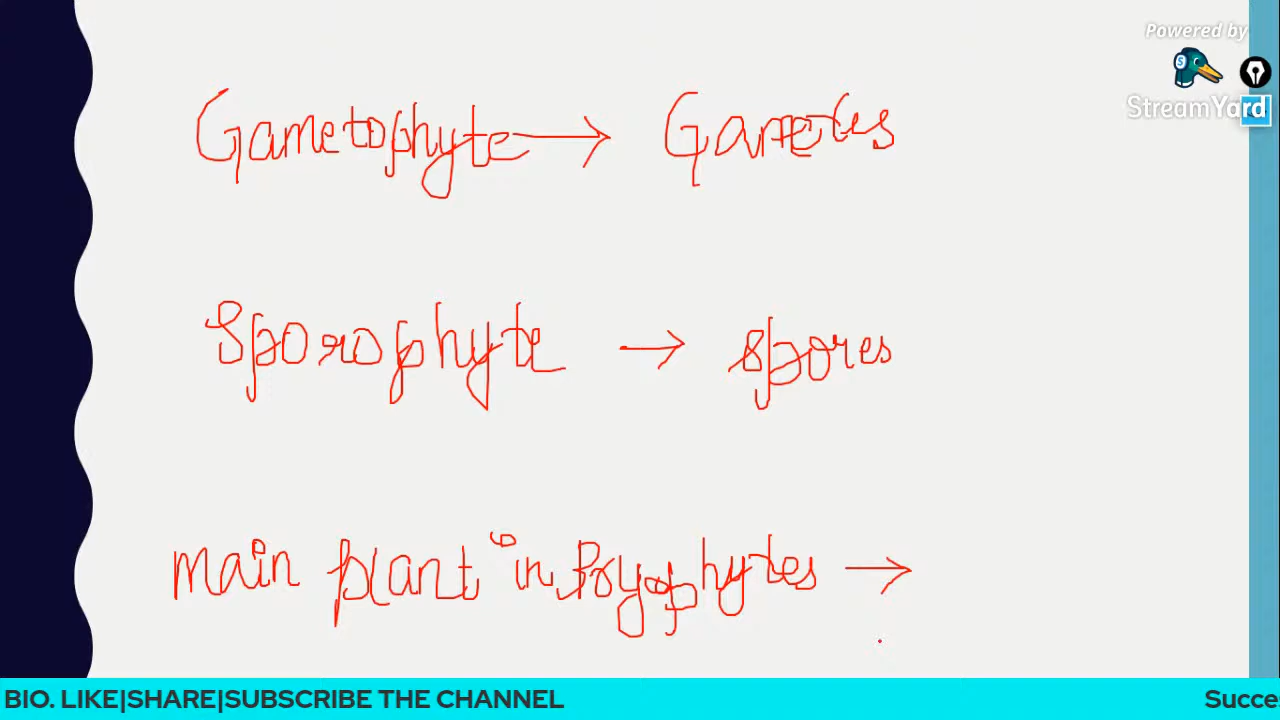 Powered by
StreamYard
Gametophyte → Gametes
Sporophyte → spores
Main plant in Bryophytes →
BIO. LIKE|SHARE|SUBSCRIBE THE CHANNEL
Succe